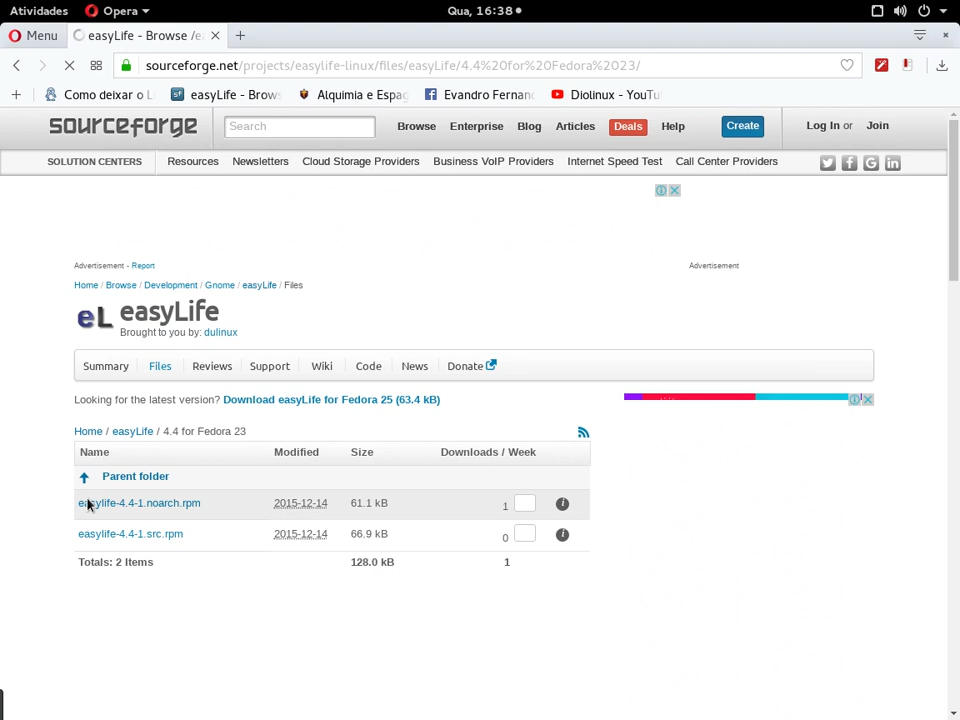 Atividades Opera Qua, 16:38
Menu easyLife - Browse /e
sourceforge.net/projects/easylife-linux/files/easyLife/4.4%20for%20Fedora%2023/
Como deixar o L easyLife - Brow Alquimia e Espag Evandro Fernan Diolinux - YouTu
sourceforge Search Browse Enterprise Blog Articles Deals Help Create Log In or Join
SOLUTION CENTERS Resources Newsletters Cloud Storage Providers Business VoIP Providers Internet Speed Test Call Center Providers
Advertisement - Report Advertisement
Home / Browse / Development / Gnome / easyLife / Files
eL easyLife
Brought to you by: dulinux
Summary Files Reviews Support Wiki Code News Donate
Looking for the latest version? Download easyLife for Fedora 25 (63.4 kB)
Home / easyLife / 4.4 for Fedora 23
Name Modified Size Downloads / Week
Parent folder
easylife-4.4-1.noarch.rpm 2015-12-14 61.1 kB 1
easylife-4.4-1.src.rpm 2015-12-14 66.9 kB 0
Totals: 2 Items 128.0 kB 1